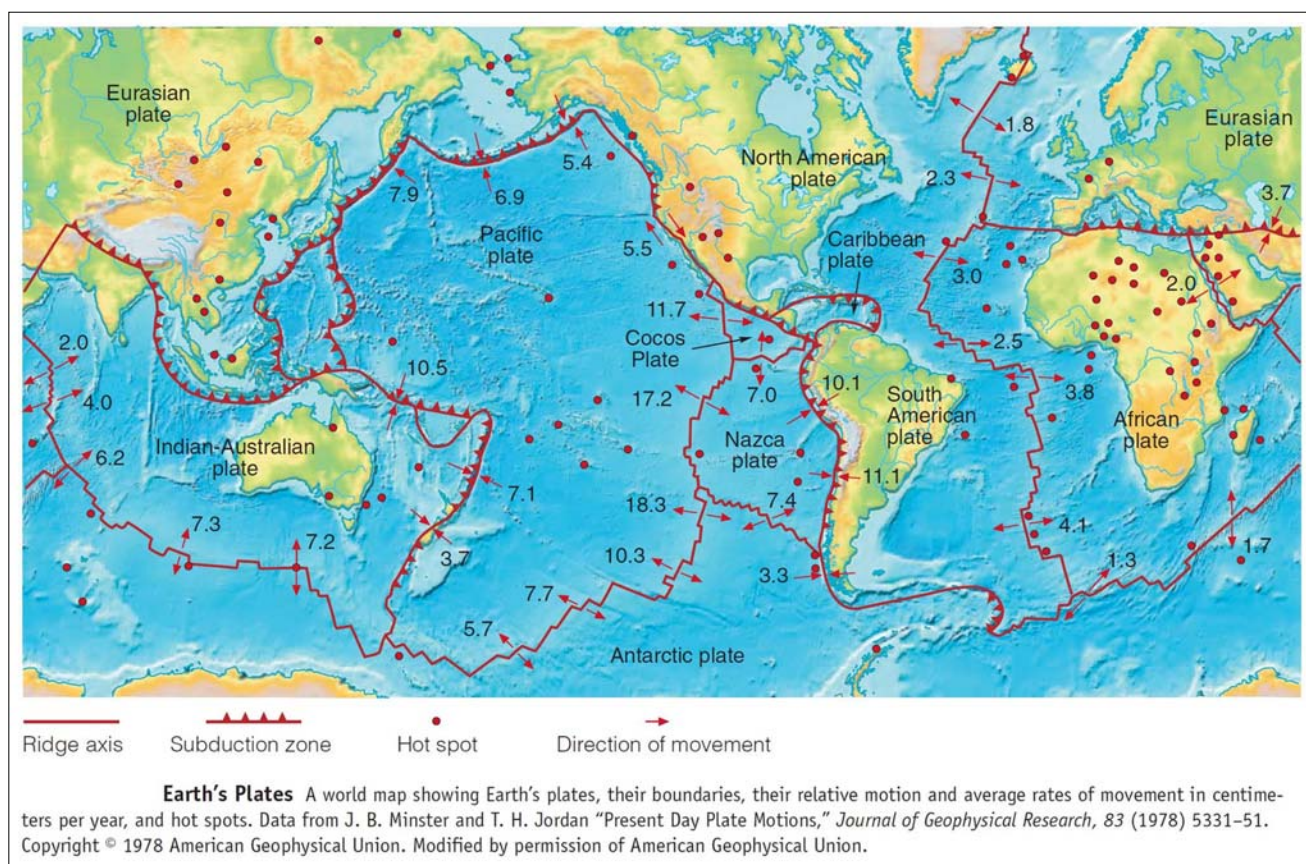 Eurasian
plate
1.8
Eurasian
plate
North American
plate
5.4
2.3
7.9
6.9
3.7
Pacific
plate
Caribbean
plate
5.5
3.0
2.0
11.7
Cocos
Plate
2.0
2.5
10.5
10.1
4.0
17.2
7.0
3.8
South
American
plate
African
plate
Indian-Australian
plate
Nazca
plate
6.2
11.1
7.1
7.4
18.3
7.3
7.2
4.1
3.7
10.3
1.7
3.3
1.3
7.7
5.7
Antarctic plate
Ridge axis
Subduction zone
Hot spot
Direction of movement
Earth's Plates A world map showing Earth's plates, their boundaries, their relative motion and average rates of movement in centime-
ters per year, and hot spots. Data from J. B. Minster and T. H. Jordan "Present Day Plate Motions," Journal of Geophysical Research, 83 (1978) 5331–51.
Copyright © 1978 American Geophysical Union. Modified by permission of American Geophysical Union.